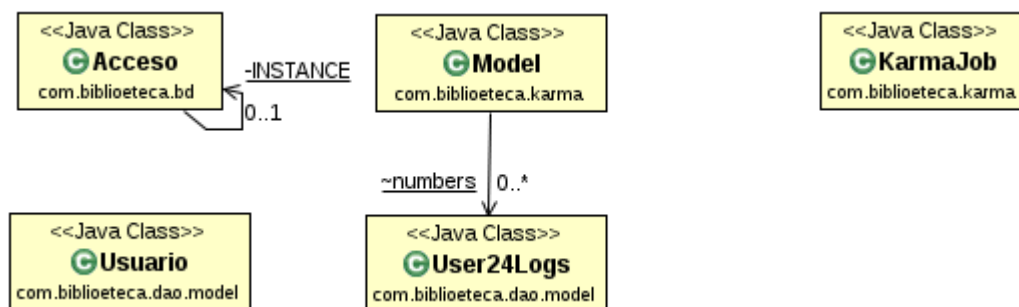 <<Java Class>>
Acceso
com.biblioeteca.bd
-INSTANCE
0..1
<<Java Class>>
Model
com.biblioeteca.karma
<<Java Class>>
KarmaJob
com.biblioeteca.karma
~numbers
0..*
<<Java Class>>
Usuario
com.biblioeteca.dao.model
<<Java Class>>
User24Logs
com.biblioeteca.dao.model